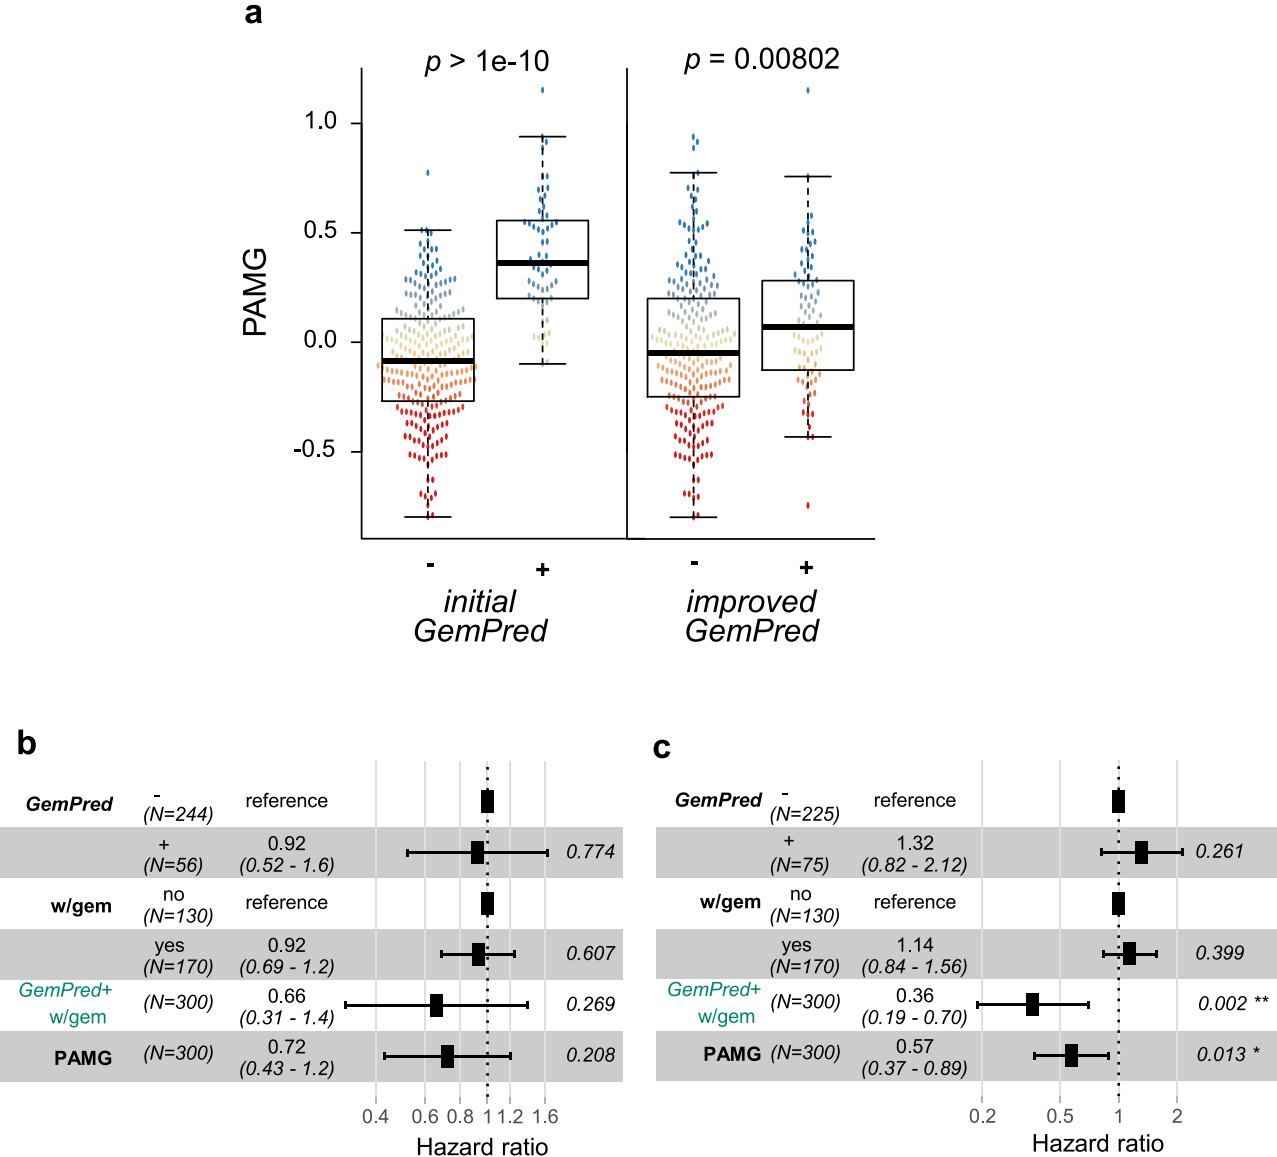 a
p > 1e-10
p = 0.00802
PAMG
1.0
0.5
0.0
-0.5
-
+
-
+
initial
GemPred
improved
GemPred
b
GemPred
-
(N=244)
reference
+
(N=56)
0.92
(0.52 - 1.6)
0.774
w/gem
no
(N=130)
reference
yes
(N=170)
0.92
(0.69 - 1.2)
0.607
GemPred+
w/gem
(N=300)
0.66
(0.31 - 1.4)
0.269
PAMG
(N=300)
0.72
(0.43 - 1.2)
0.208
0.4 0.6 0.8 1 1.2 1.6
Hazard ratio
c
GemPred
-
(N=225)
reference
+
(N=75)
1.32
(0.82 - 2.12)
0.261
w/gem
no
(N=130)
reference
yes
(N=170)
1.14
(0.84 - 1.56)
0.399
GemPred+
w/gem
(N=300)
0.36
(0.19 - 0.70)
0.002 **
PAMG
(N=300)
0.57
(0.37 - 0.89)
0.013 *
0.2 0.5 1 2
Hazard ratio